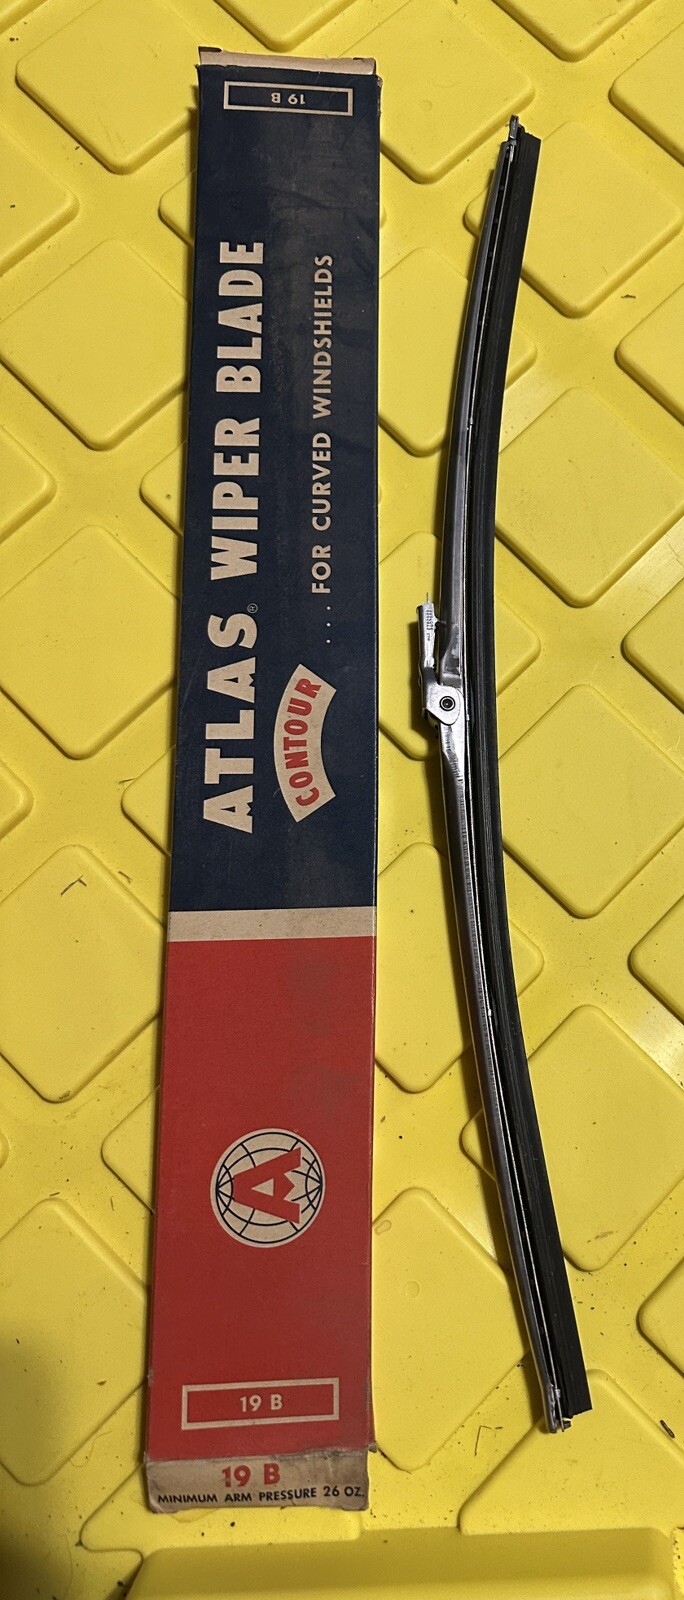 19 B
ATLAS® WIPER BLADE
CONTOUR
. . . . FOR CURVED WINDSHIELDS
A
19 B
19 B
MINIMUM ARM PRESSURE 26 OZ.